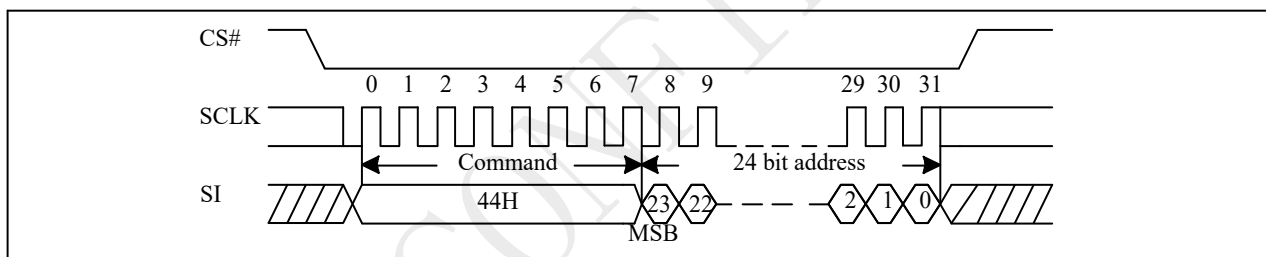 CS#
0 1 2 3 4 5 6 7 8 9 29 30 31
SCLK
Command 24 bit address
SI 44H 23 22 2 1 0
MSB